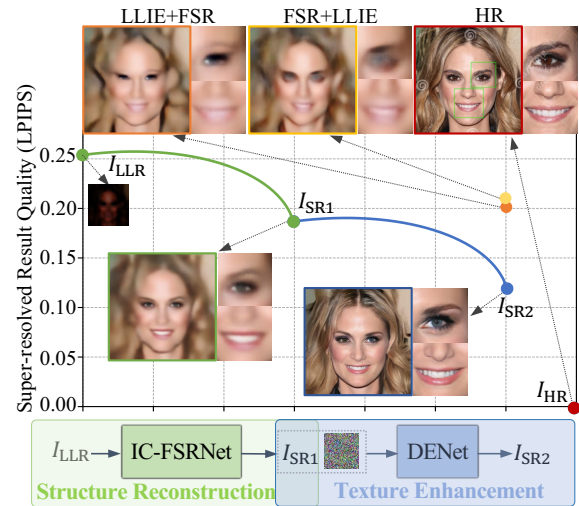 LLIE+FSR FSR+LLIE HR
Super-resolved Result Quality (LPIPS)
0.25
0.20
0.15
0.10
0.05
0.00
I_LLR
I_SR1
I_SR2
I_HR
I_LLR IC-FSRNet I_SR1 DENet I_SR2
Structure Reconstruction Texture Enhancement